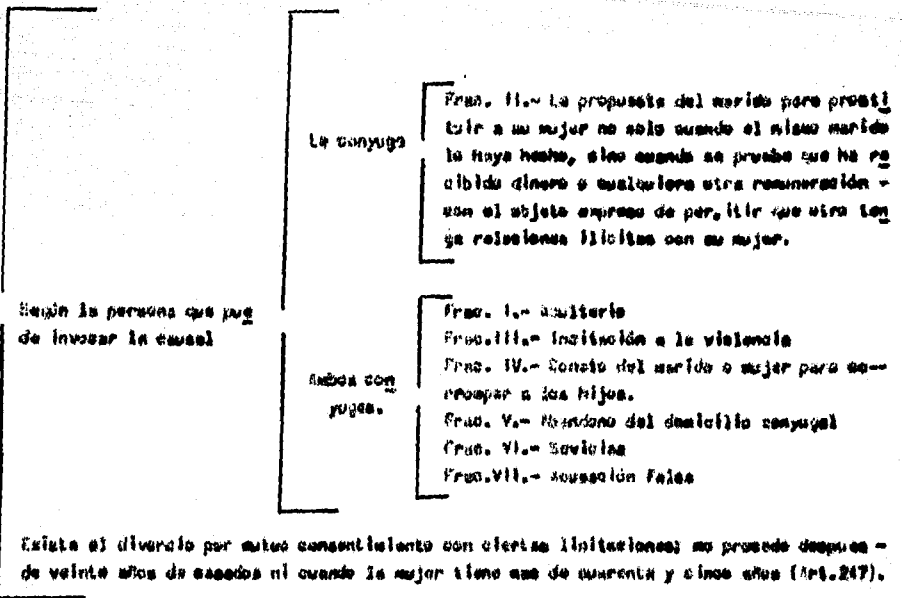 Frac. II.- La propuesta del marido para prosti
tuir a su mujer no solo cuando el mismo marido
La conyuge
lo haya hecho, sino cuando se pruebe que ha re
cibido dinero o cualquiera otra remuneración -
con el objeto expreso de per,itir que otro ten
ga relaciones ilícitas con su mujer.
Según la persona que pue
de invocar la causal
Ambos con
yuges.
Frac. I.- Adulterio
Frac.III.- Incitación a la violencia
Frac. IV.- Conato del marido o mujer para co--
rromper a los hijos.
Frac. V.- Abandono del domicilio conyugal
Frac. VI.- Sevicias
Frac.VII.- Acusación Falsa
Existe el divorcio por mutuo consentimiento con ciertas limitaciones; no procede despues -
de veinte años de casados ni cuando la mujer tiene mas de cuarenta y cinco años (Art.247).